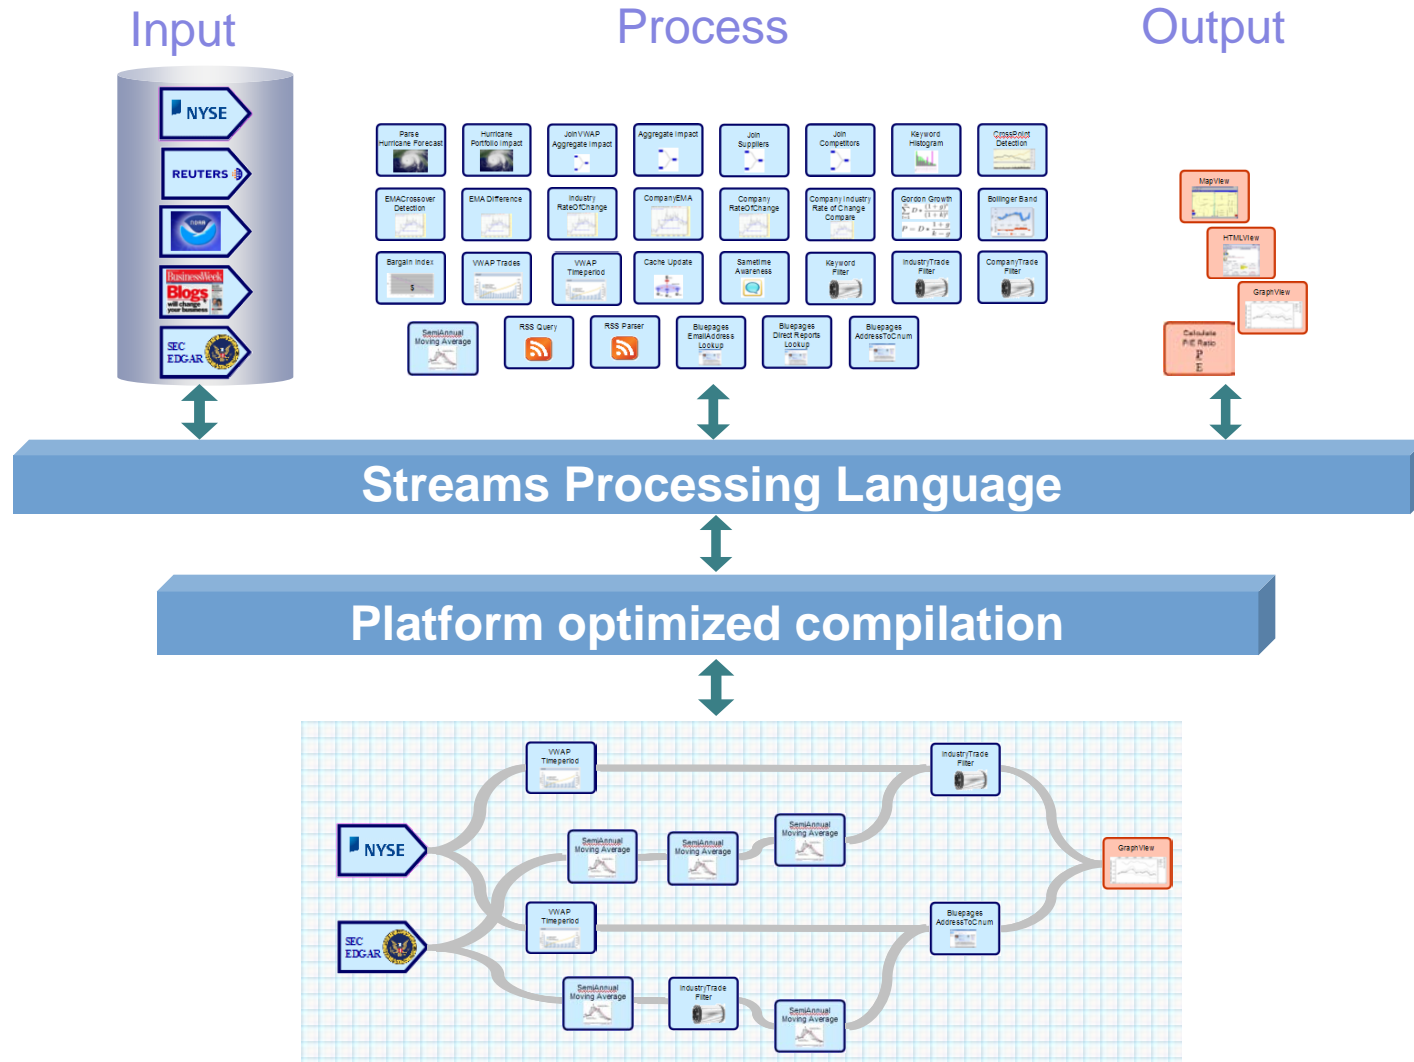 Input
Process
Output
NYSE
REUTERS
NOAA
BusinessWeek
Blogs
will change
your business
SEC
EDGAR
Parse
Hurricane Forecast
Hurricane
Portfolio Impact
JoinVWAP
Aggregate Impact
Aggregate Impact
Join
Suppliers
Join
Competitors
Keyword
Histogram
CrossPoint
Detection
EMACrossover
Detection
EMA Difference
Industry
RateOfChange
CompanyEMA
Company
RateOfChange
Company Industry
Rate of Change
Compare
Gordon Growth
Bollinger Band
Bargain Index
$
VWAP Trades
VWAP
Timeperiod
Cache Update
Sametime
Awareness
Keyword
Filter
IndustryTrade
Filter
CompanyTrade
Filter
SemiAnnual
Moving Average
RSS Query
RSS Parser
Bluepages
EmailAddress
Lookup
Bluepages
Direct Reports
Lookup
Bluepages
AddressToCnum
MapView
HTMLView
GraphView
Calculate
P/E Ratio
P
E
Streams Processing Language
Platform optimized compilation
NYSE
SEC
EDGAR
VWAP
Timeperiod
SemiAnnual
Moving Average
SemiAnnual
Moving Average
SemiAnnual
Moving Average
IndustryTrade
Filter
VWAP
Timeperiod
Bluepages
AddressToCnum
SemiAnnual
Moving Average
IndustryTrade
Filter
SemiAnnual
Moving Average
GraphView